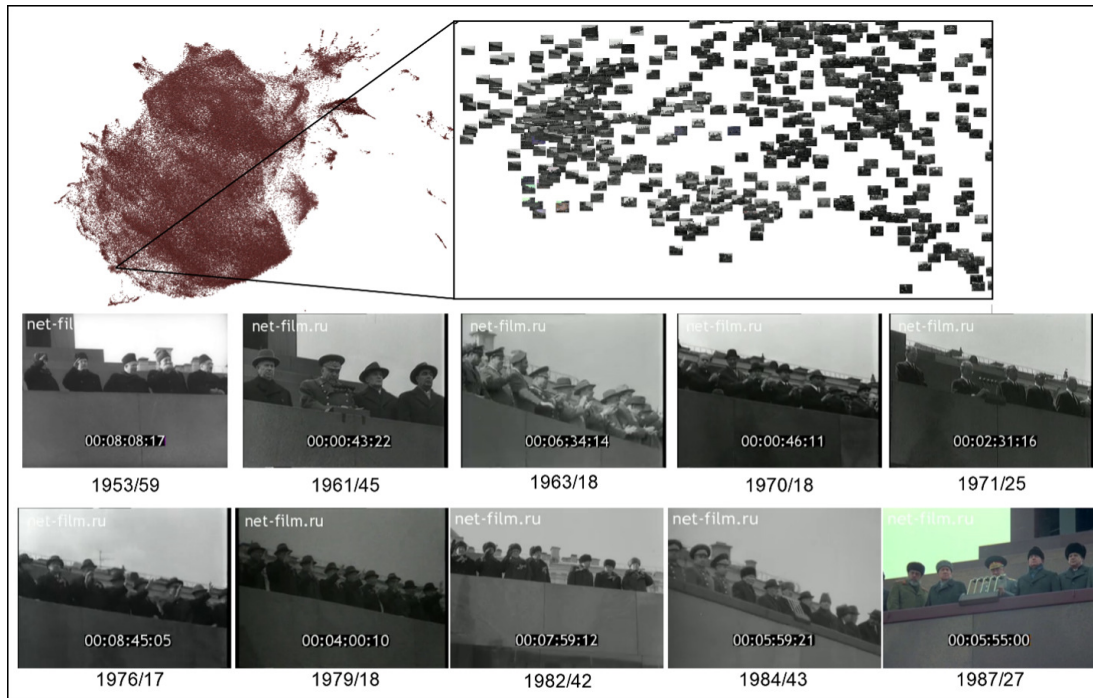 net-fil
net-film.ru
net-film.ru
net-film.ru
net-film.ru
00:08:08:17
00:00:43:22
00:06:34:14
00:00:46:11
00:02:31:16
1953/59
1961/45
1963/18
1970/18
1971/25
net-film.ru
net-film.ru
net-film.ru
net-film.ru
net-film.ru
00:08:45:05
00:04:00:10
00:07:59:12
00:05:59:21
00:05:55:00
1976/17
1979/18
1982/42
1984/43
1987/27